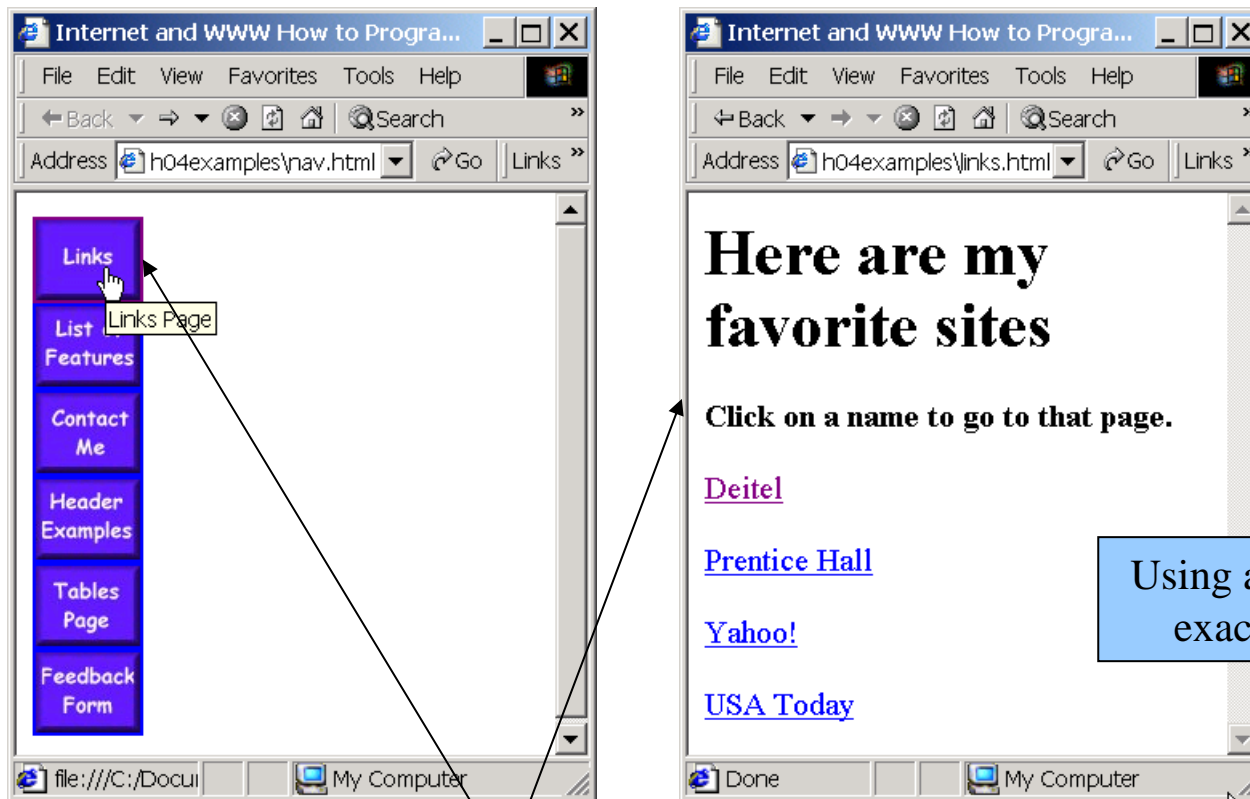 Internet and WWW How to Progra...
File Edit View Favorites Tools Help
Back Search »
Address h04examples\nav.html Go Links »
Links
Links Page
List
Features
Contact
Me
Header
Examples
Tables
Page
Feedback
Form
file:///C:/Docu
My Computer
Internet and WWW How to Progra...
File Edit View Favorites Tools Help
Back Search
Address h04examples\links.html Go Links
Here are my
favorite sites
Click on a name to go to that page.
Deitel
Prentice Hall
Yahoo!
USA Today
Using
exac
Done My Computer